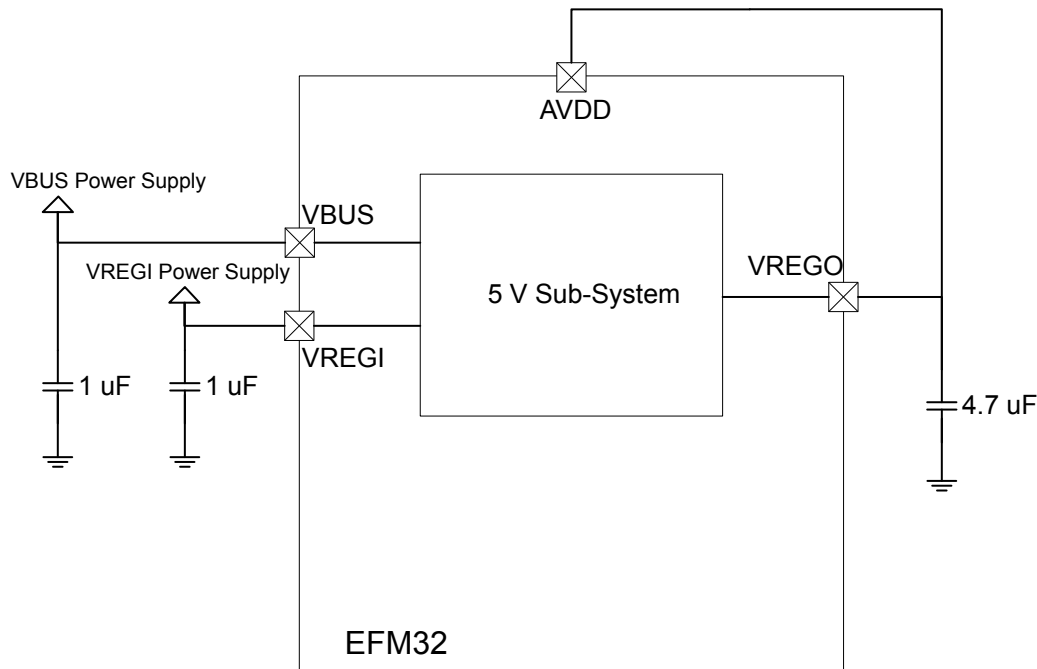 AVDD
VBUS Power Supply
VBUS
VREGI Power Supply
VREGO
5 V Sub-System
VREGI
1 uF
1 uF
4.7 uF
EFM32